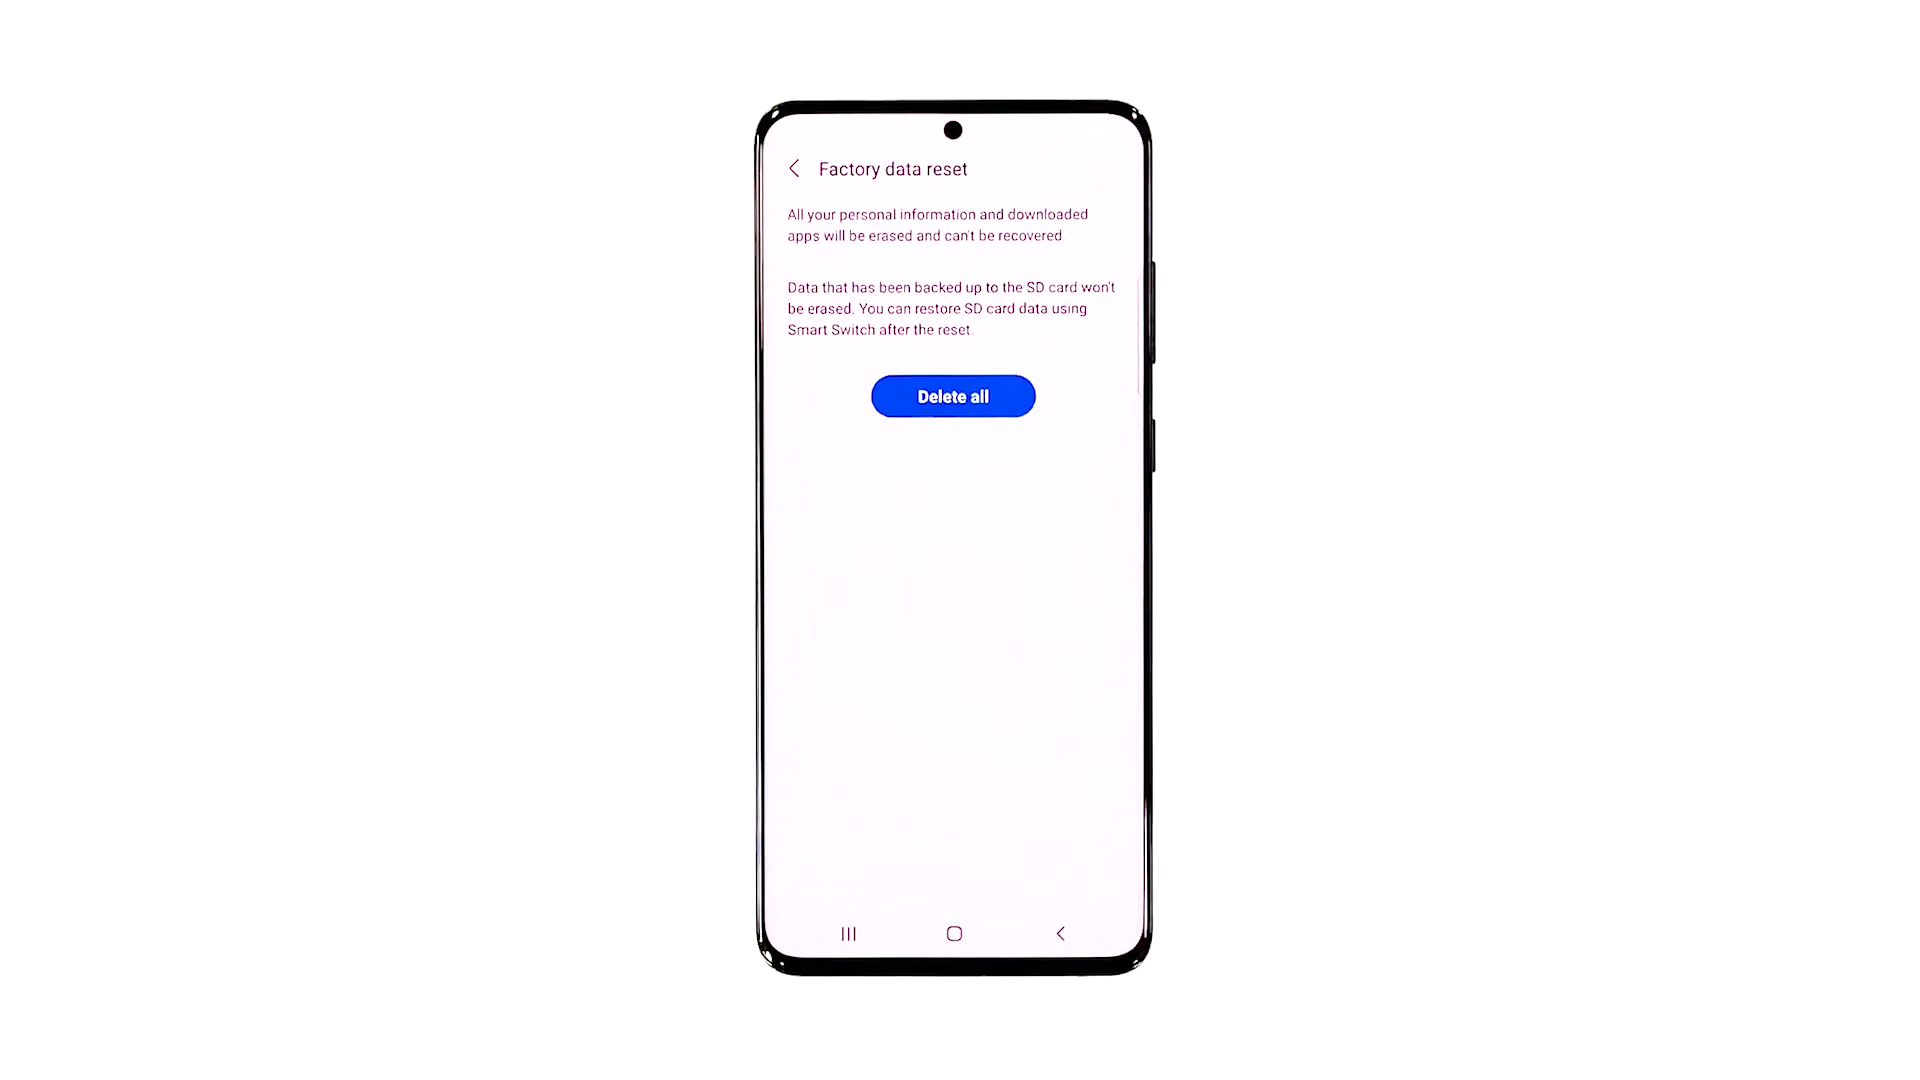 Factory data reset
All your personal information and downloaded
apps will be erased and can't be recovered.
Data that has been backed up to the SD card won't
be erased. You can restore SD card data using
Smart Switch after the reset.
Delete all